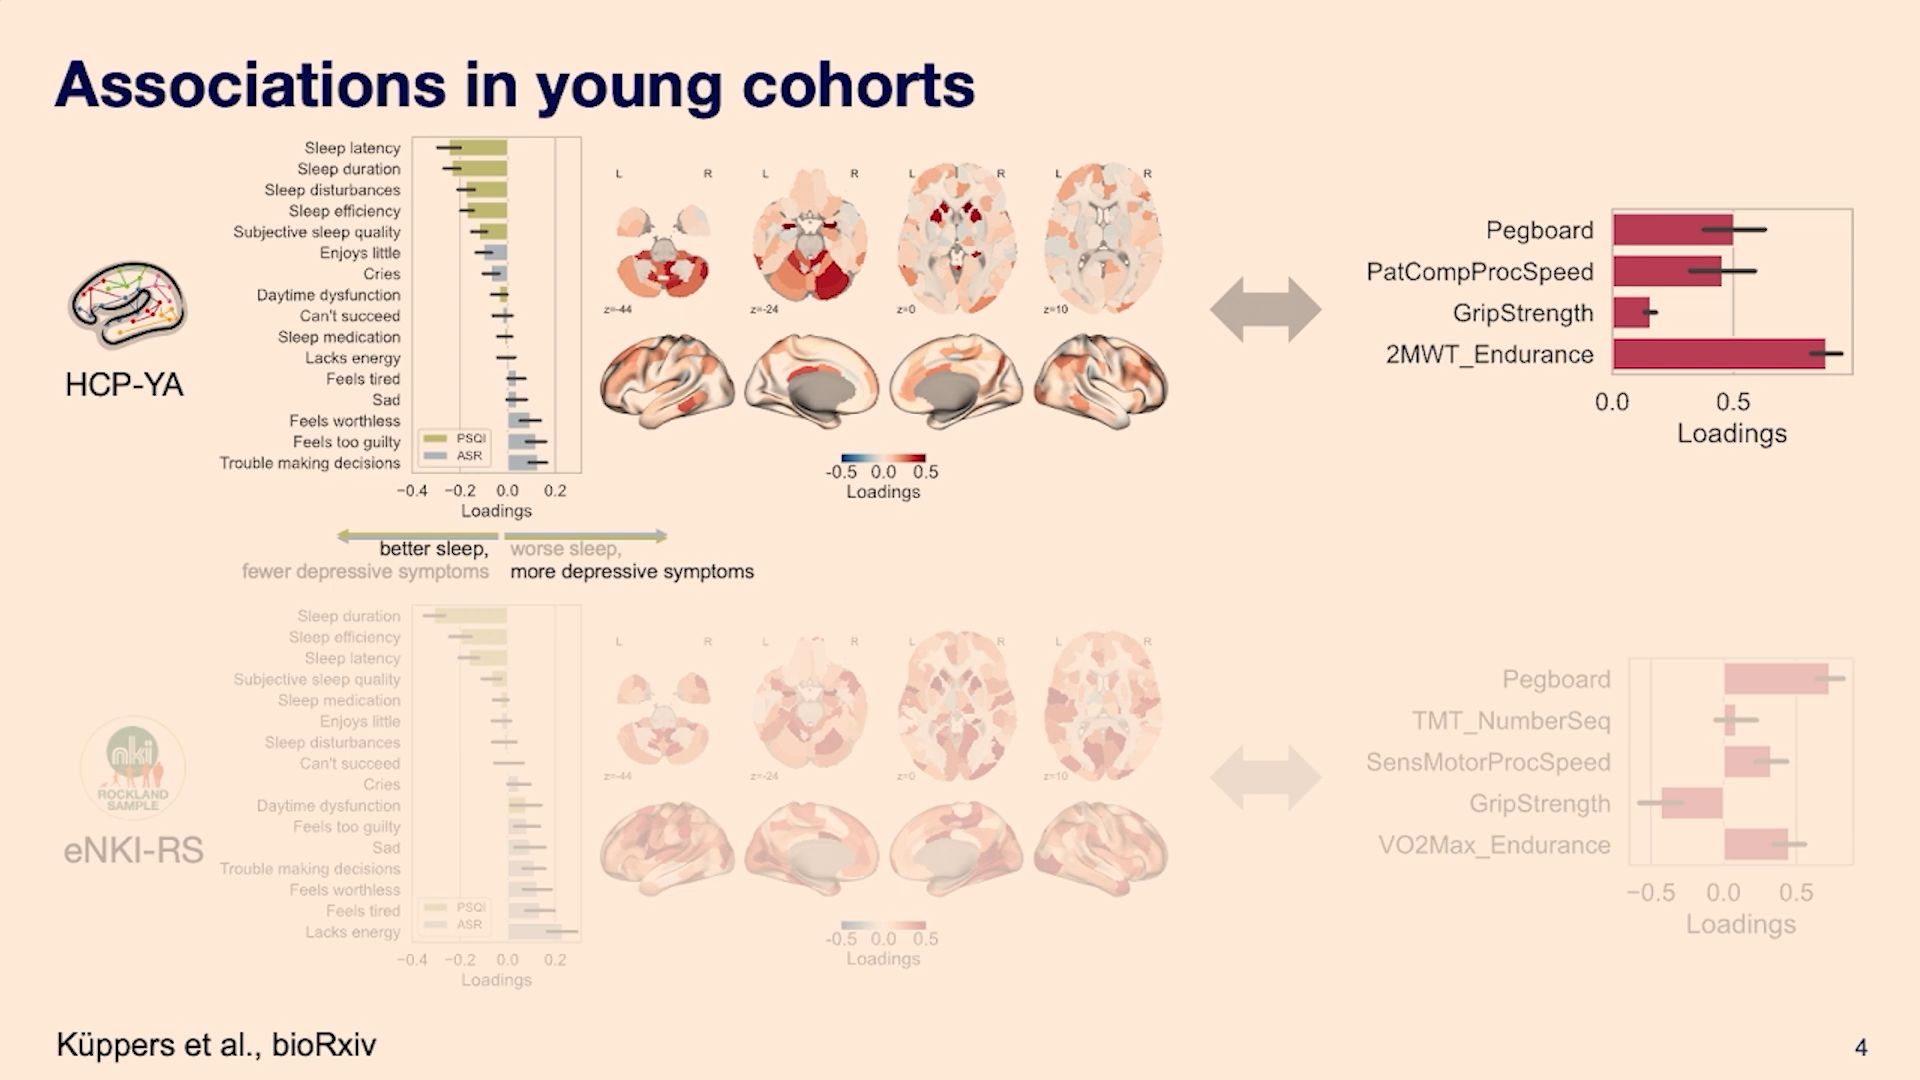 Associations in young cohorts
Sleep latency
Sleep duration
Sleep disturbances
Sleep efficiency
Subjective sleep quality
Enjoys little
Cries
Daytime dysfunction
Can't succeed
Sleep medication
Lacks energy
Feels tired
Sad
Feels worthless
Feels too guilty
Trouble making decisions
PSQI
ASR
−0.4 −0.2 0.0 0.2
Loadings
HCP-YA
L R L R L R L R
z=-44 z=-24 z=0 z=10
-0.5 0.0 0.5
Loadings
Pegboard
PatCompProcSpeed
GripStrength
2MWT_Endurance
0.0 0.5
Loadings
better sleep, worse sleep,
fewer depressive symptoms more depressive symptoms
Sleep duration
Sleep efficiency
Sleep latency
Subjective sleep quality
Sleep medication
Enjoys little
Sleep disturbances
Can't succeed
Cries
Daytime dysfunction
Feels too guilty
Sad
Trouble making decisions
Feels worthless
Feels tired
Lacks energy
PSQI
ASR
−0.4 −0.2 0.0 0.2
Loadings
nki
ROCKLAND
SAMPLE
eNKI-RS
L R L R L R L R
z=-44 z=-24 z=0 z=10
-0.5 0.0 0.5
Loadings
Pegboard
TMT_NumberSeq
SensMotorProcSpeed
GripStrength
VO2Max_Endurance
−0.5 0.0 0.5
Loadings
Küppers et al., bioRxiv
4